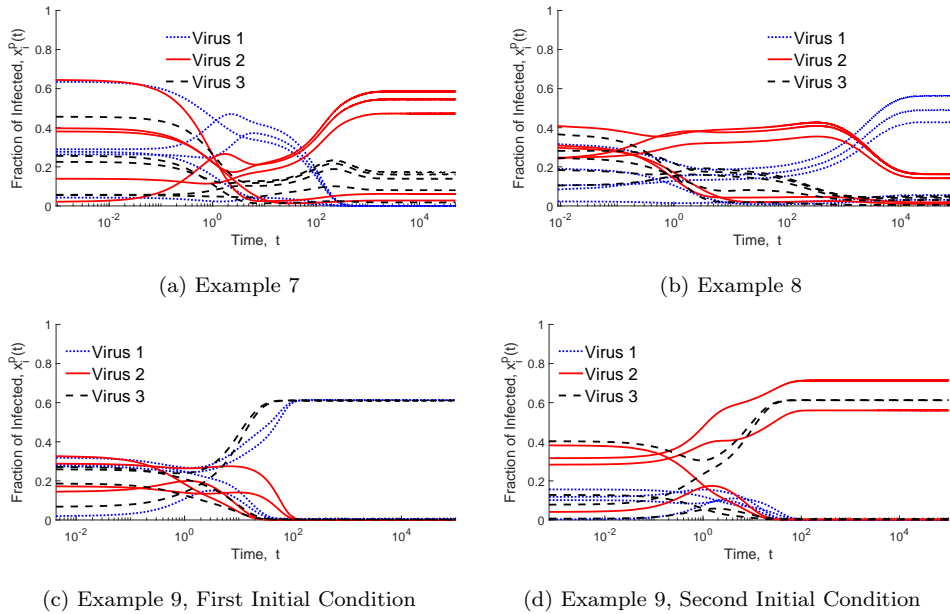 1
0.8
0.6
0.4
0.2
0
Fraction of Infected, x_i^p(t)
Virus 1
Virus 2
Virus 3
10^-2 10^0 10^2 10^4
Time, t
(a) Example 7
1
0.8
0.6
0.4
0.2
0
Fraction of Infected, x_i^p(t)
Virus 1
Virus 2
Virus 3
10^-2 10^0 10^2 10^4
Time, t
(b) Example 8
1
0.8
0.6
0.4
0.2
0
Fraction of Infected, x_i^p(t)
Virus 1
Virus 2
Virus 3
10^-2 10^0 10^2 10^4
Time, t
(c) Example 9, First Initial Condition
1
0.8
0.6
0.4
0.2
0
Fraction of Infected, x_i^p(t)
Virus 1
Virus 2
Virus 3
10^-2 10^0 10^2 10^4
Time, t
(d) Example 9, Second Initial Condition